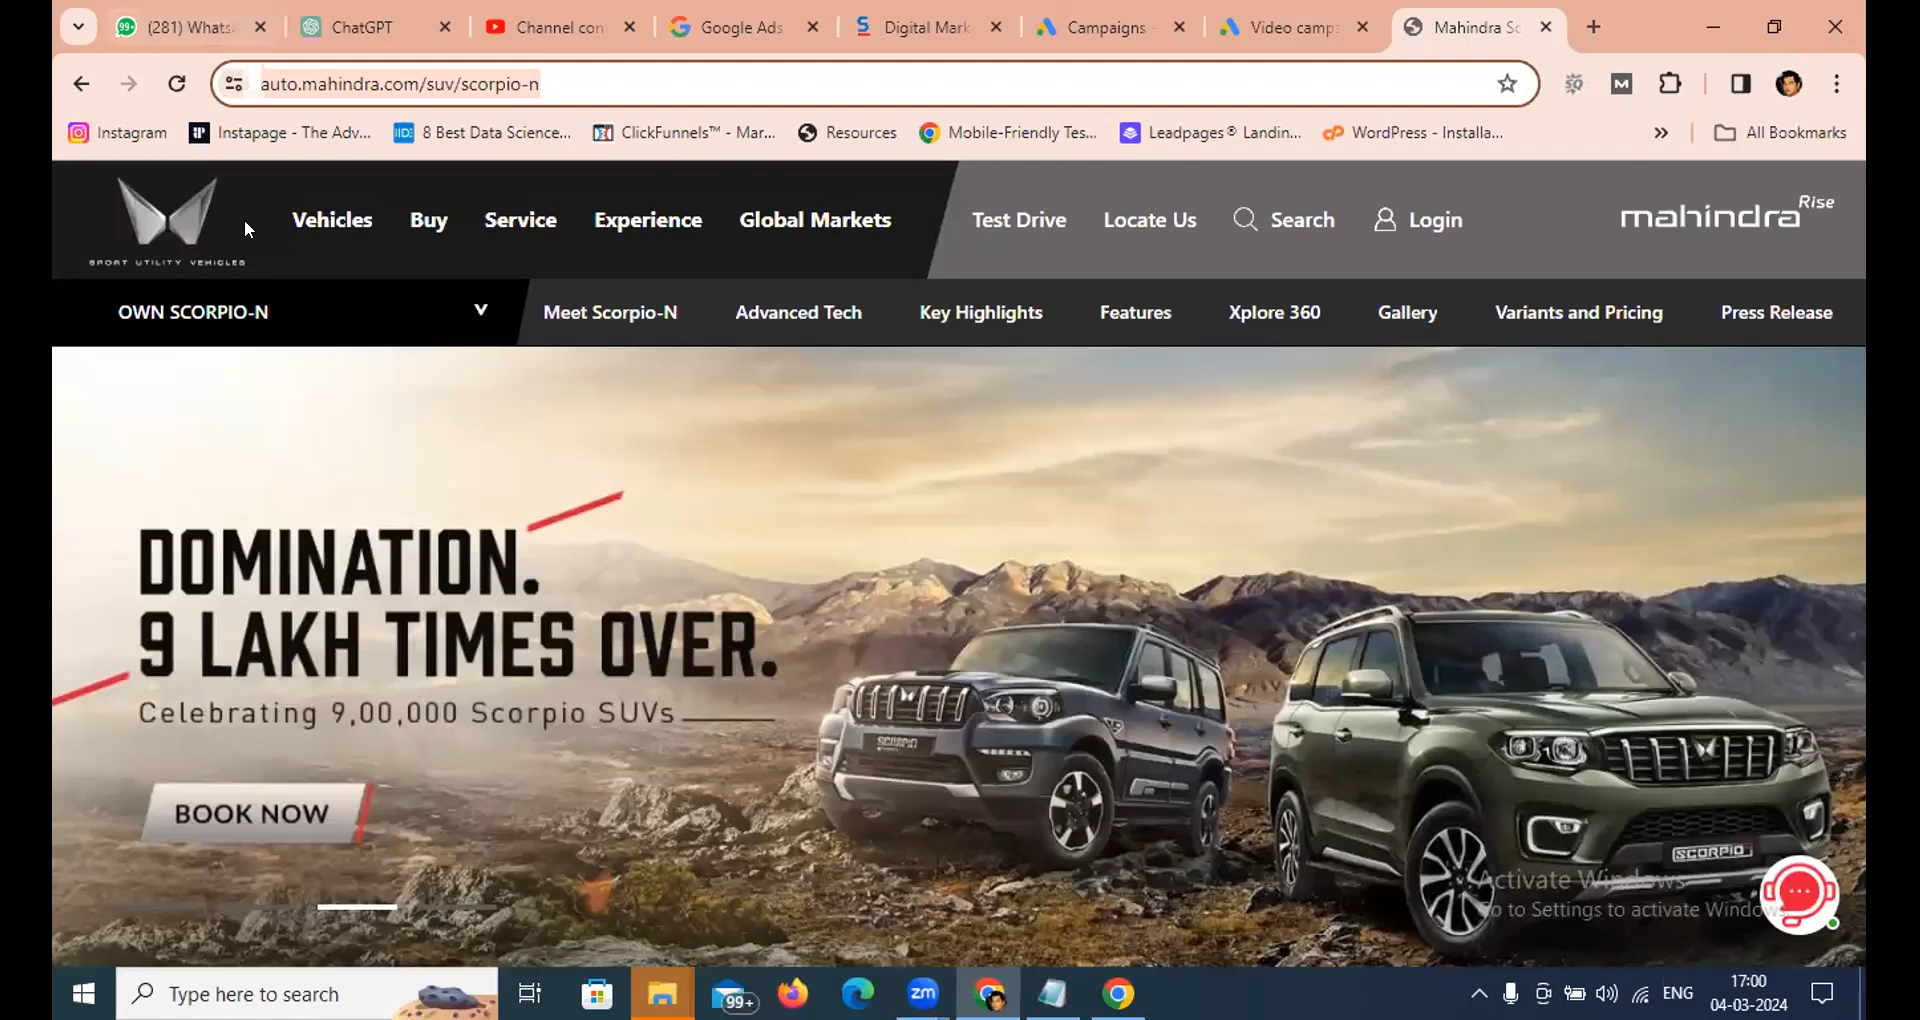 (281) Whats
ChatGPT
Channel con
Google Ads
Digital Mark
Campaigns -
Video camp
Mahindra Sc
auto.mahindra.com/suv/scorpio-n
Instagram
Instapage - The Adv...
8 Best Data Science...
ClickFunnels™ - Mar...
Resources
Mobile-Friendly Tes...
Leadpages® Landin...
WordPress - Installa...
All Bookmarks
SPORT UTILITY VEHICLES
Vehicles
Buy
Service
Experience
Global Markets
Test Drive
Locate Us
Search
Login
mahindra Rise
OWN SCORPIO-N
Meet Scorpio-N
Advanced Tech
Key Highlights
Features
Xplore 360
Gallery
Variants and Pricing
Press Release
DOMINATION.
9 LAKH TIMES OVER.
Celebrating 9,00,000 Scorpio SUVs
BOOK NOW
SCORPIO
SCORPIO
Activate Windows
Go to Settings to activate Windows.
Type here to search
99+
zm
ENG
17:00
04-03-2024